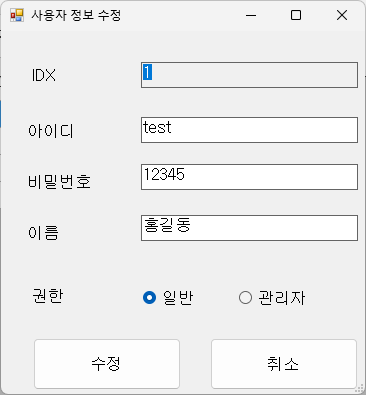 사용자 정보 수정
IDX 1
아이디 test
비밀번호 12345
이름 홍길동
권한 일반 관리자
수정 취소